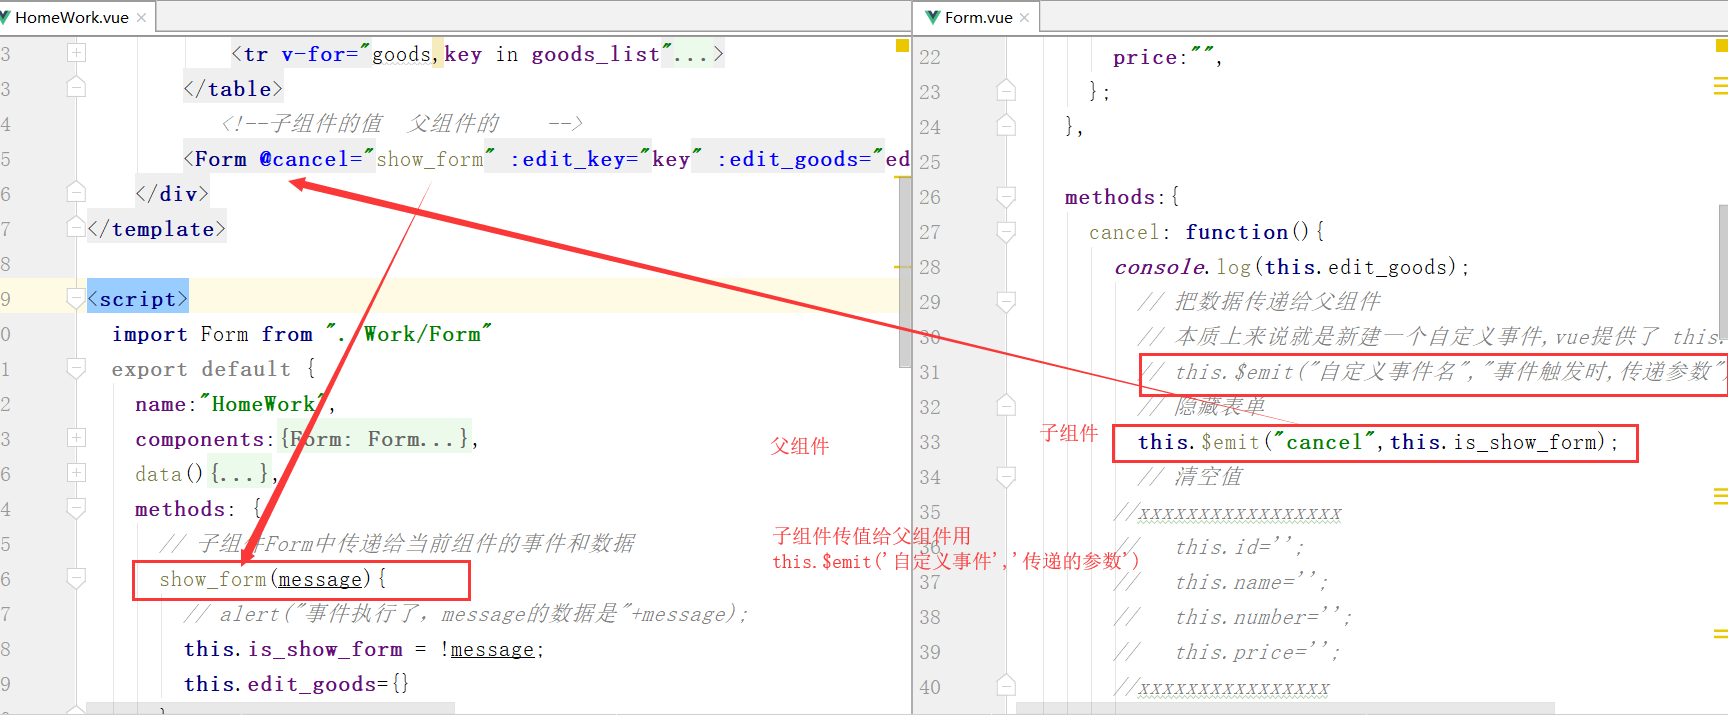 HomeWork.vue
3 <tr v-for="goods,key in goods_list"...>
3 </table>
4 <!--子组件的值  父组件的    -->
5 <Form @cancel="show_form" :edit_key="key" :edit_goods="ed
6 </div>
7 </template>
8
9 <script>
0 import Form from ". Work/Form"
1 export default {
2 name:"HomeWork",
3 components:{Form: Form...},
6 data(){...},
4 methods: {
5 // 子组件Form中传递给当前组件的事件和数据
6 show_form(message){
7 // alert("事件执行了, message的数据是"+message);
8 this.is_show_form = !message;
9 this.edit_goods={}
父组件
子组件传值给父组件用
this.$emit('自定义事件','传递的参数')
Form.vue
22 price:"",
23 };
24 },
25
26 methods:{
27 cancel: function(){
28 console.log(this.edit_goods);
29 // 把数据传递给父组件
30 // 本质上来说就是新建一个自定义事件,vue提供了 this.
31 // this.$emit("自定义事件名","事件触发时,传递参数"
32 // 隐藏表单
子组件
33 this.$emit("cancel",this.is_show_form);
34 // 清空值
35 //xxxxxxxxxxxxxxxxx
36 // this.id='';
37 // this.name='';
38 // this.number='';
39 // this.price='';
40 //xxxxxxxxxxxxxxxx